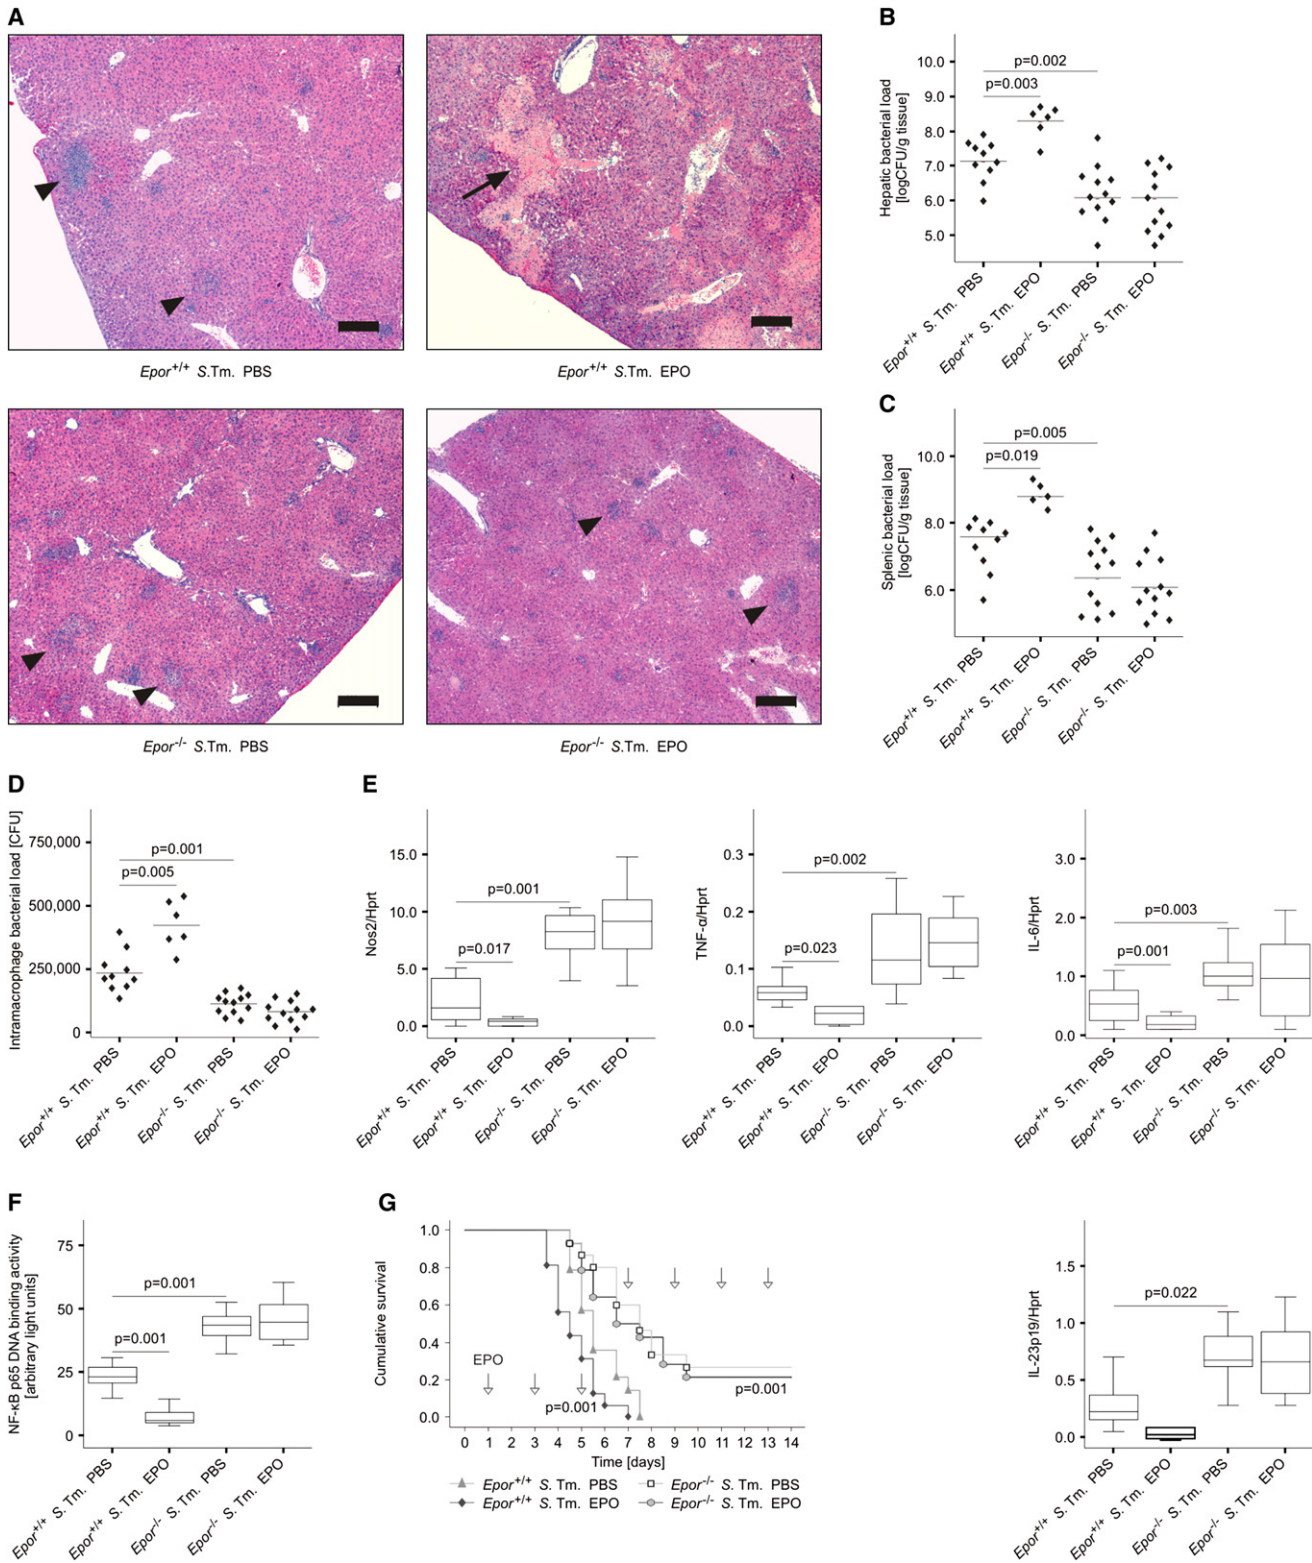 A
Epor+/+ S.Tm. PBS
Epor+/+ S.Tm. EPO
Epor-/- S.Tm. PBS
Epor-/- S.Tm. EPO
B
Hepatic bacterial load
[logCFU/g tissue]
10.0
9.0
8.0
7.0
6.0
5.0
p=0.002
p=0.003
Epor+/+ S. Tm. PBS
Epor+/+ S. Tm. EPO
Epor-/- S. Tm. PBS
Epor-/- S. Tm. EPO
C
Splenic bacterial load
[logCFU/g tissue]
10.0
8.0
6.0
p=0.005
p=0.019
Epor+/+ S. Tm. PBS
Epor+/+ S. Tm. EPO
Epor-/- S. Tm. PBS
Epor-/- S. Tm. EPO
D
Intramacrophage bacterial load [CFU]
750,000
500,000
250,000
0
p=0.001
p=0.005
Epor+/+ S. Tm. PBS
Epor+/+ S. Tm. EPO
Epor-/- S. Tm. PBS
Epor-/- S. Tm. EPO
E
Nos2/Hprt
15.0
10.0
5.0
0.0
p=0.001
p=0.017
Epor+/+ S. Tm. PBS
Epor+/+ S. Tm. EPO
Epor-/- S. Tm. PBS
Epor-/- S. Tm. EPO
TNF-α/Hprt
0.3
0.2
0.1
0.0
p=0.002
p=0.023
Epor+/+ S. Tm. PBS
Epor+/+ S. Tm. EPO
Epor-/- S. Tm. PBS
Epor-/- S. Tm. EPO
IL-6/Hprt
3.0
2.0
1.0
0.0
p=0.003
p=0.001
Epor+/+ S. Tm. PBS
Epor+/+ S. Tm. EPO
Epor-/- S. Tm. PBS
Epor-/- S. Tm. EPO
F
NF-κB p65 DNA binding activity
[arbitrary light units]
75
50
25
0
p=0.001
p=0.001
Epor+/+ S. Tm. PBS
Epor+/+ S. Tm. EPO
Epor-/- S. Tm. PBS
Epor-/- S. Tm. EPO
G
Cumulative survival
1.0
0.8
0.6
0.4
0.2
0.0
EPO
p=0.001
p=0.001
0 1 2 3 4 5 6 7 8 9 10 11 12 13 14
Time [days]
Epor+/+ S. Tm. PBS
Epor-/- S. Tm. PBS
Epor+/+ S. Tm. EPO
Epor-/- S. Tm. EPO
IL-23p19/Hprt
1.5
1.0
0.5
0.0
p=0.022
Epor+/+ S. Tm. PBS
Epor+/+ S. Tm. EPO
Epor-/- S. Tm. PBS
Epor-/- S. Tm. EPO